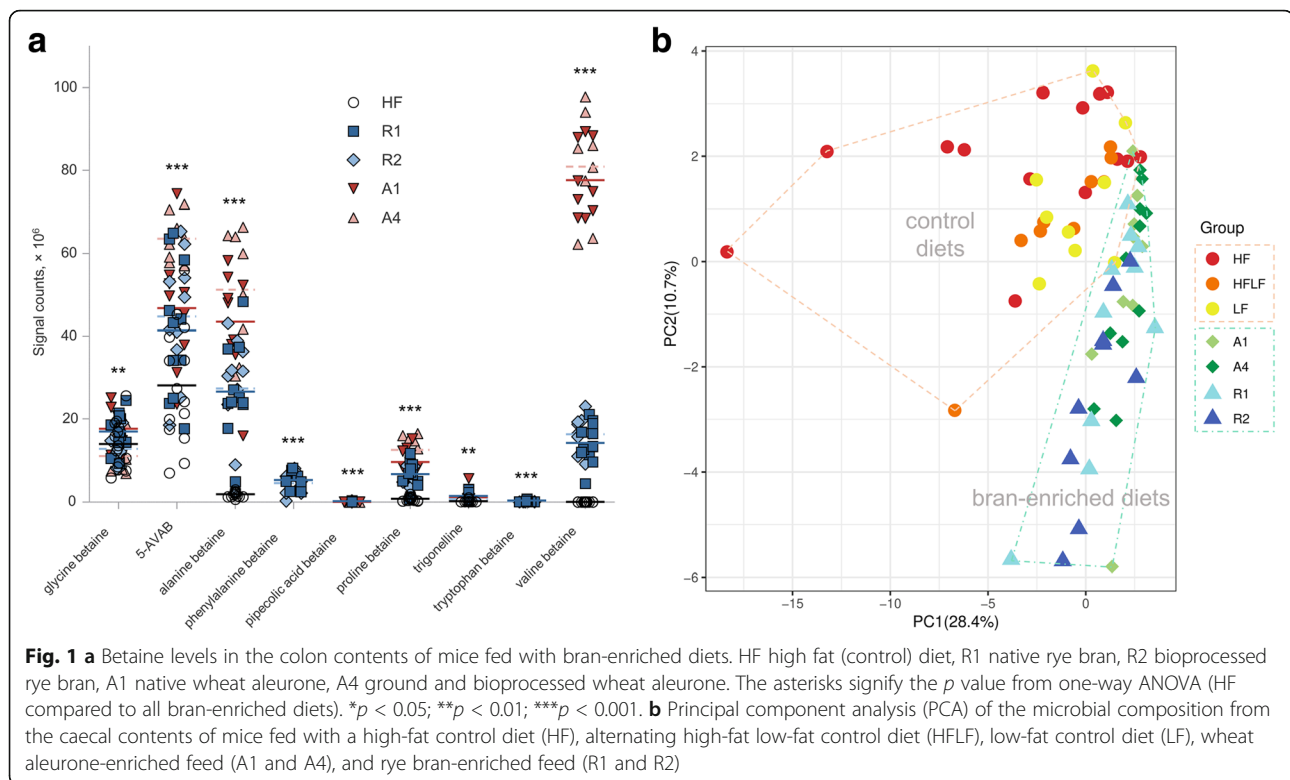 a
Signal counts, × 10⁶
100
80
60
40
20
0
HF
R1
R2
A1
A4
**
***
***
***
***
***
**
***
***
glycine betaine
5-AVAB
alanine betaine
phenylalanine betaine
pipecolic acid betaine
proline betaine
trigonelline
tryptophan betaine
valine betaine
b
PC2(10.7%)
4
2
0
−2
−4
−6
control
diets
bran-enriched diets
−15
−10
−5
0
PC1(28.4%)
Group
HF
HFLF
LF
A1
A4
R1
R2
Fig. 1 a Betaine levels in the colon contents of mice fed with bran-enriched diets. HF high fat (control) diet, R1 native rye bran, R2 bioprocessed
rye bran, A1 native wheat aleurone, A4 ground and bioprocessed wheat aleurone. The asterisks signify the p value from one-way ANOVA (HF
compared to all bran-enriched diets). *p < 0.05; **p < 0.01; ***p < 0.001. b Principal component analysis (PCA) of the microbial composition from
the caecal contents of mice fed with a high-fat control diet (HF), alternating high-fat low-fat control diet (HFLF), low-fat control diet (LF), wheat
aleurone-enriched feed (A1 and A4), and rye bran-enriched feed (R1 and R2)